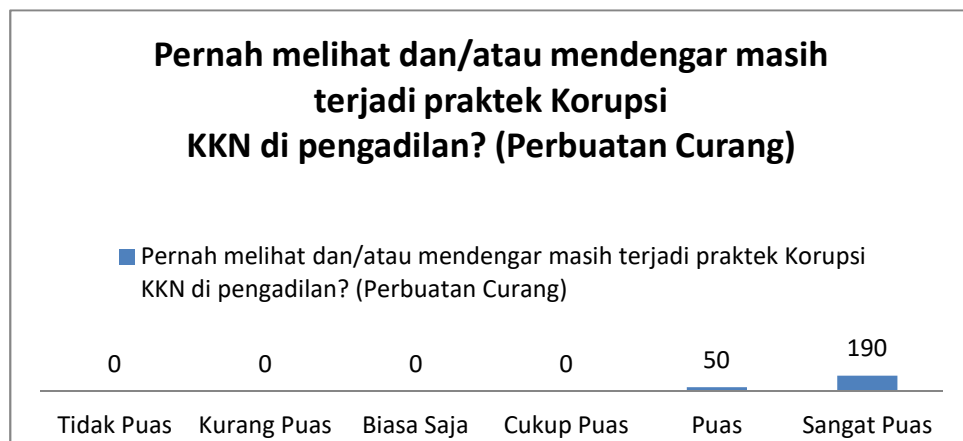 Pernah melihat dan/atau mendengar masih
terjadi praktek Korupsi
KKN di pengadilan? (Perbuatan Curang)
Pernah melihat dan/atau mendengar masih terjadi praktek Korupsi
KKN di pengadilan? (Perbuatan Curang)
0 0 0 0 50 190
Tidak Puas Kurang Puas Biasa Saja Cukup Puas Puas Sangat Puas